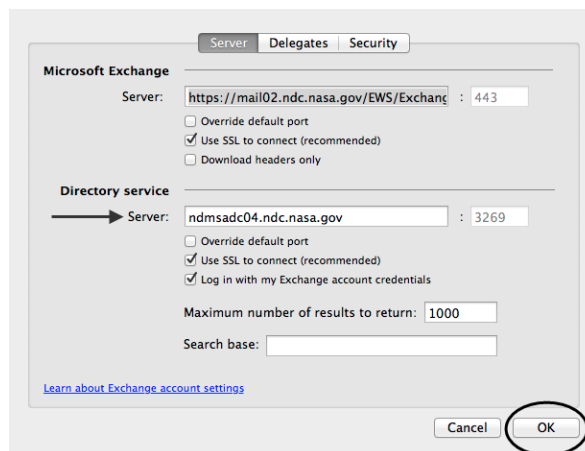 Server Delegates Security
Microsoft Exchange
Server: https://mail02.ndc.nasa.gov/EWS/Exchang : 443
Override default port
Use SSL to connect (recommended)
Download headers only
Directory service
Server: ndmsadc04.ndc.nasa.gov : 3269
Override default port
Use SSL to connect (recommended)
Log in with my Exchange account credentials
Maximum number of results to return: 1000
Search base:
Learn about Exchange account settings
Cancel OK